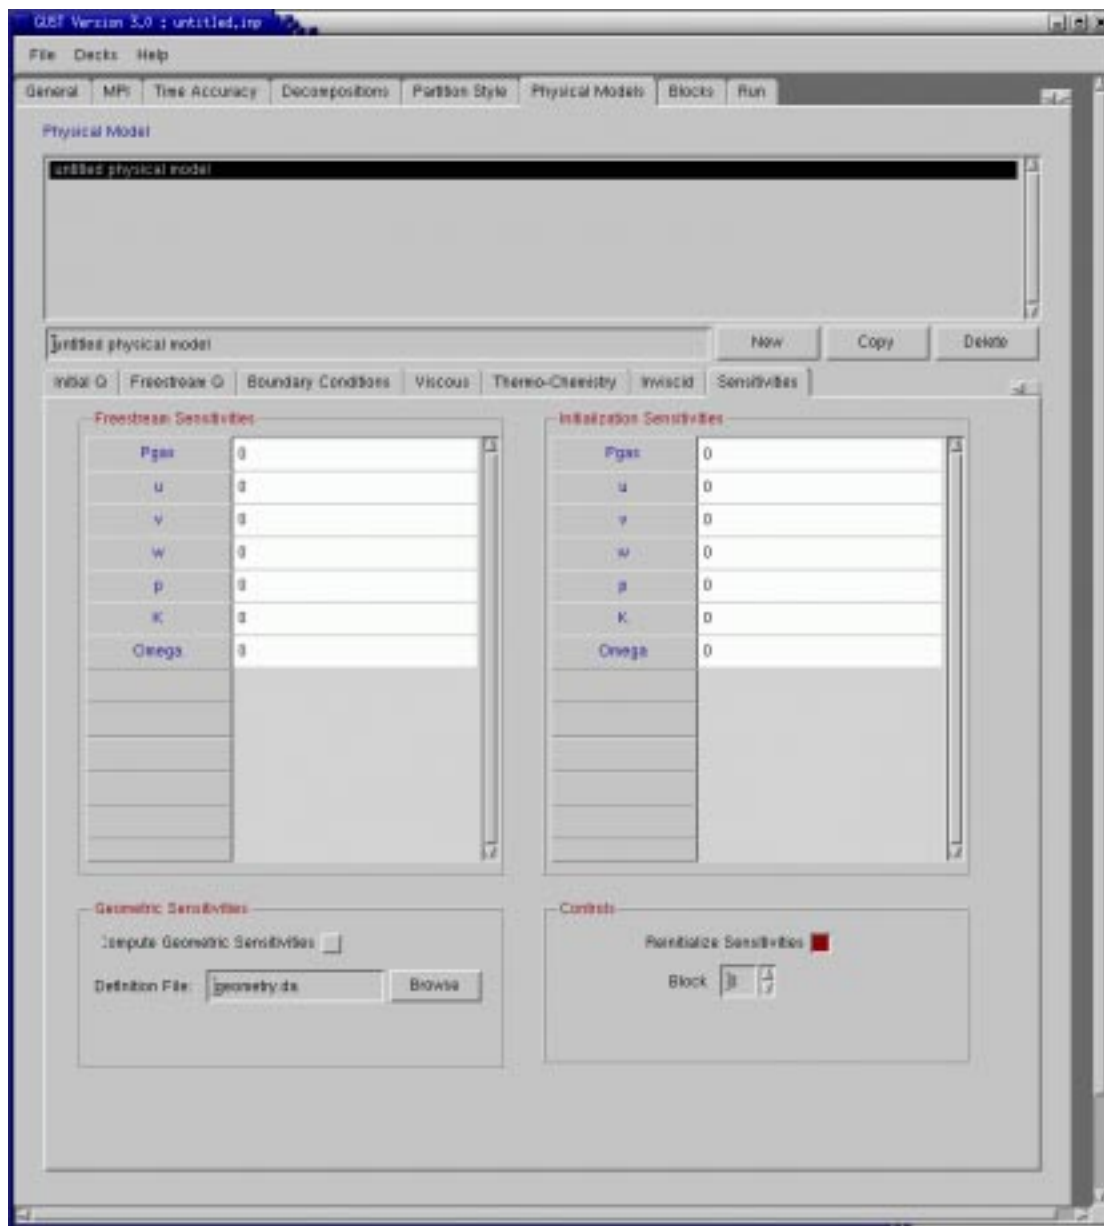 GUST Version 3.0 : untitled.inp
File Decks Help
General MPI Time Accuracy Decompositions Partition Style Physical Models Blocks Run
Physical Model
untitled physical model
untitled physical model New Copy Delete
Initial Q Freestream Q Boundary Conditions Viscous Thermo-Chemistry Inviscid Sensitivities
Freestream Sensitivities Initialization Sensitivities
Pgas 0 Pgas 0
u 0 u 0
v 0 v 0
w 0 w 0
p 0 p 0
K 0 K 0
Omega 0 Omega 0
Geometric Sensitivities Controls
Compute Geometric Sensitivities Reinitialize Sensitivities
Definition File: geometry.da Browse Block